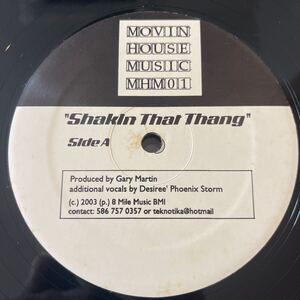 MOVIN
HOUSE
MUSIC
MHM01
"ShakIn That Thang"
SIde A
Produced by Gary Martin
additional vocals by Desiree' Phoenix Storm
(c.) 2003 (p.) 8 Mile Music BMI
contact: 586 757 0357 or teknotika@hotmail